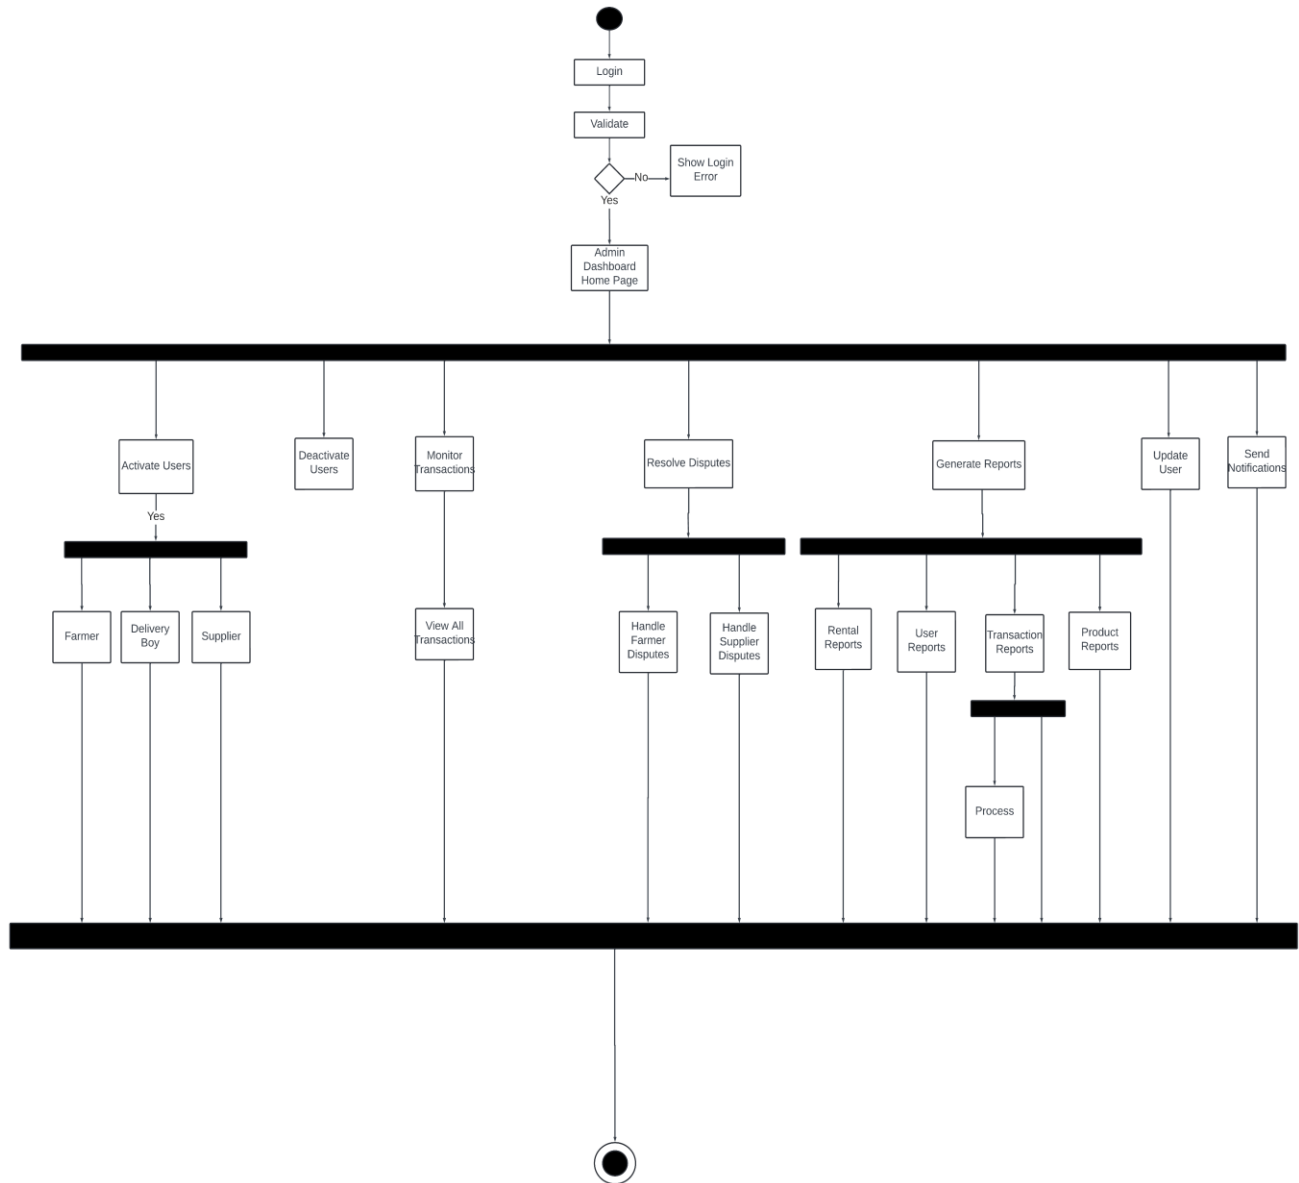 Login
Validate
Show Login
Error
No
Yes
Admin
Dashboard
Home Page
Activate Users
Deactivate
Users
Monitor
Transactions
Resolve Disputes
Generate Reports
Update
User
Send
Notifications
Yes
Farmer
Delivery
Boy
Supplier
View All
Transactions
Handle
Farmer
Disputes
Handle
Supplier
Disputes
Rental
Reports
User
Reports
Transaction
Reports
Product
Reports
Process